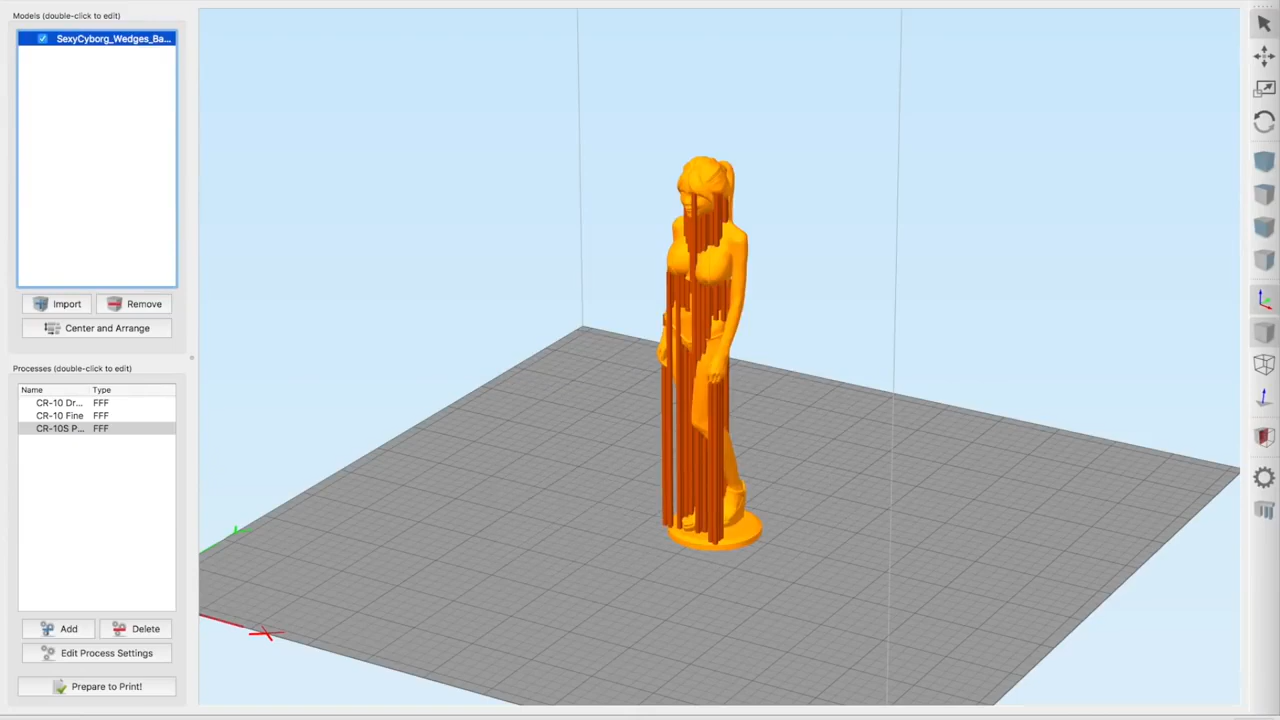 Models (double-click to edit)
SexyCyborg_Wedges_Ba...
Import
Remove
Center and Arrange
Processes (double-click to edit)
Name Type
CR-10 Dr... FFF
CR-10 Fine FFF
CR-10S P... FFF
Add
Delete
Edit Process Settings
Prepare to Print!